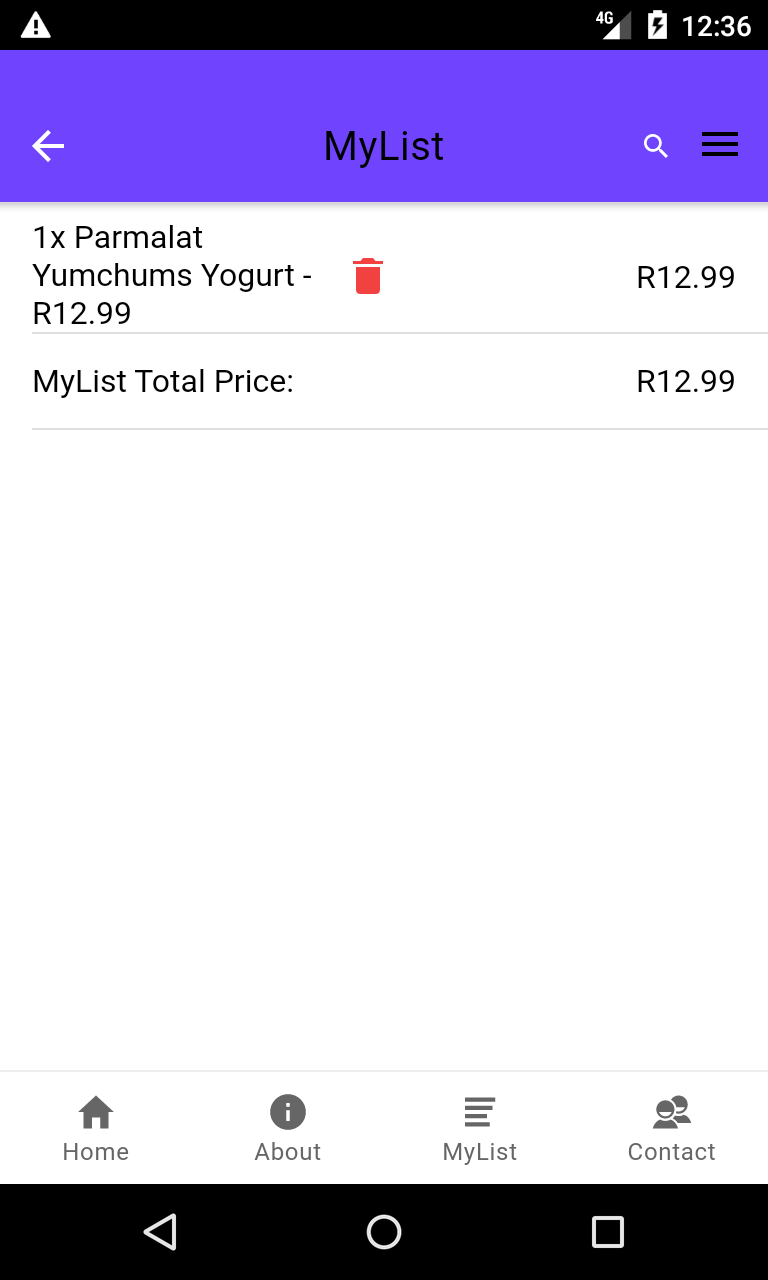 4G 12:36
MyList
1x Parmalat
Yumchums Yogurt -
R12.99
R12.99
MyList Total Price: R12.99
Home About MyList Contact